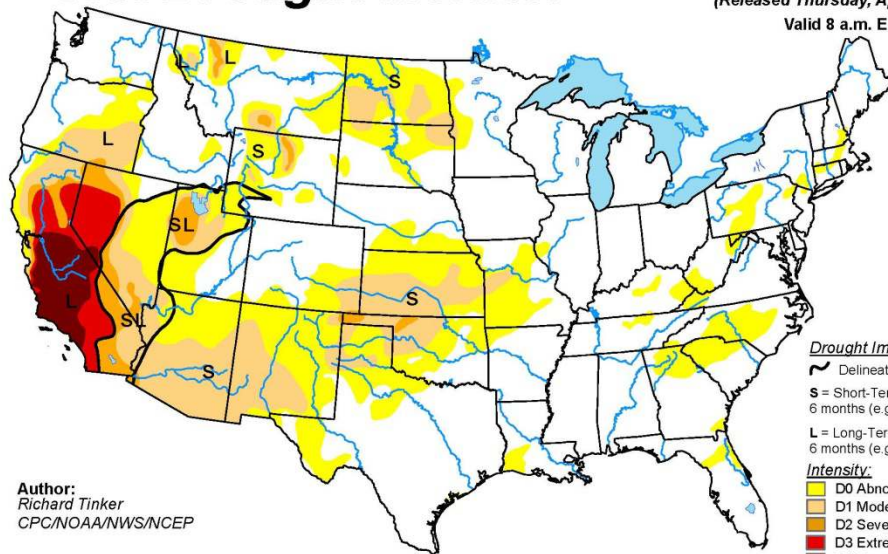 (Released Thursday, Ap
Valid 8 a.m. E
L
L
S
L
S
SL
S
L
SL
S
Drought Im
Delineat
S = Short-Ter
6 months (e.g
L = Long-Ter
6 months (e.g
Intensity:
D0 Abno
D1 Mode
D2 Seve
D3 Extre
Author:
Richard Tinker
CPC/NOAA/NWS/NCEP